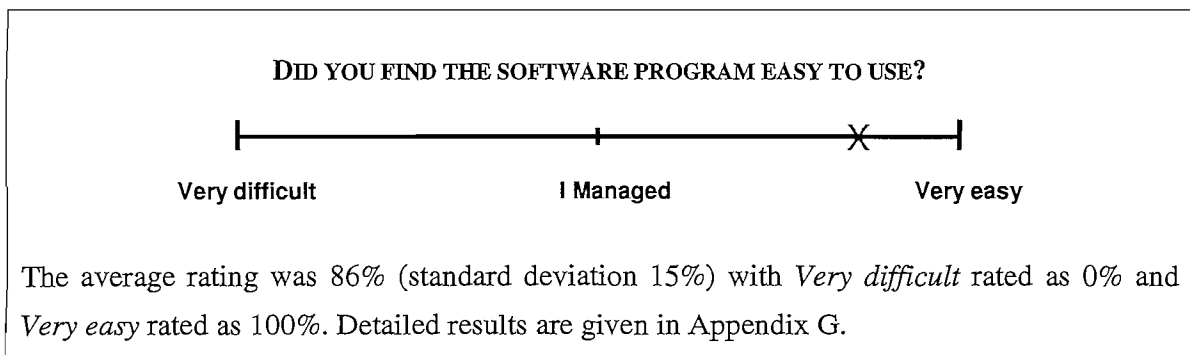 DID YOU FIND THE SOFTWARE PROGRAM EASY TO USE?
Very difficult I Managed Very easy
The average rating was 86% (standard deviation 15%) with Very difficult rated as 0% and
Very easy rated as 100%. Detailed results are given in Appendix G.